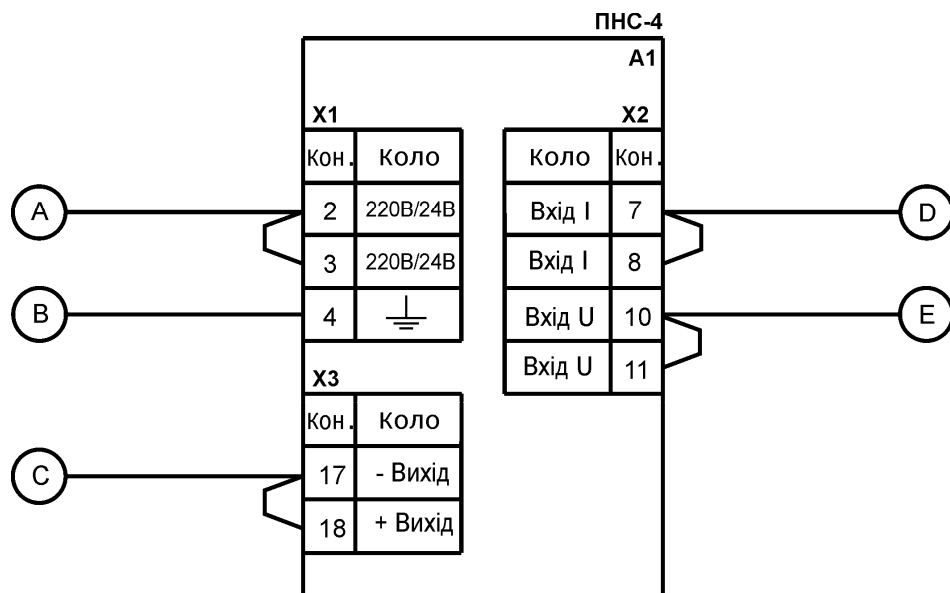 ПНС-4
A1
X1
X2
Кон. Коло
Коло Кон.
A
2 220В/24В
Вхід I 7
D
3 220В/24В
Вхід I 8
B
4
Вхід U 10
E
Вхід U 11
X3
Кон. Коло
C
17 - Вихід
18 + Вихід